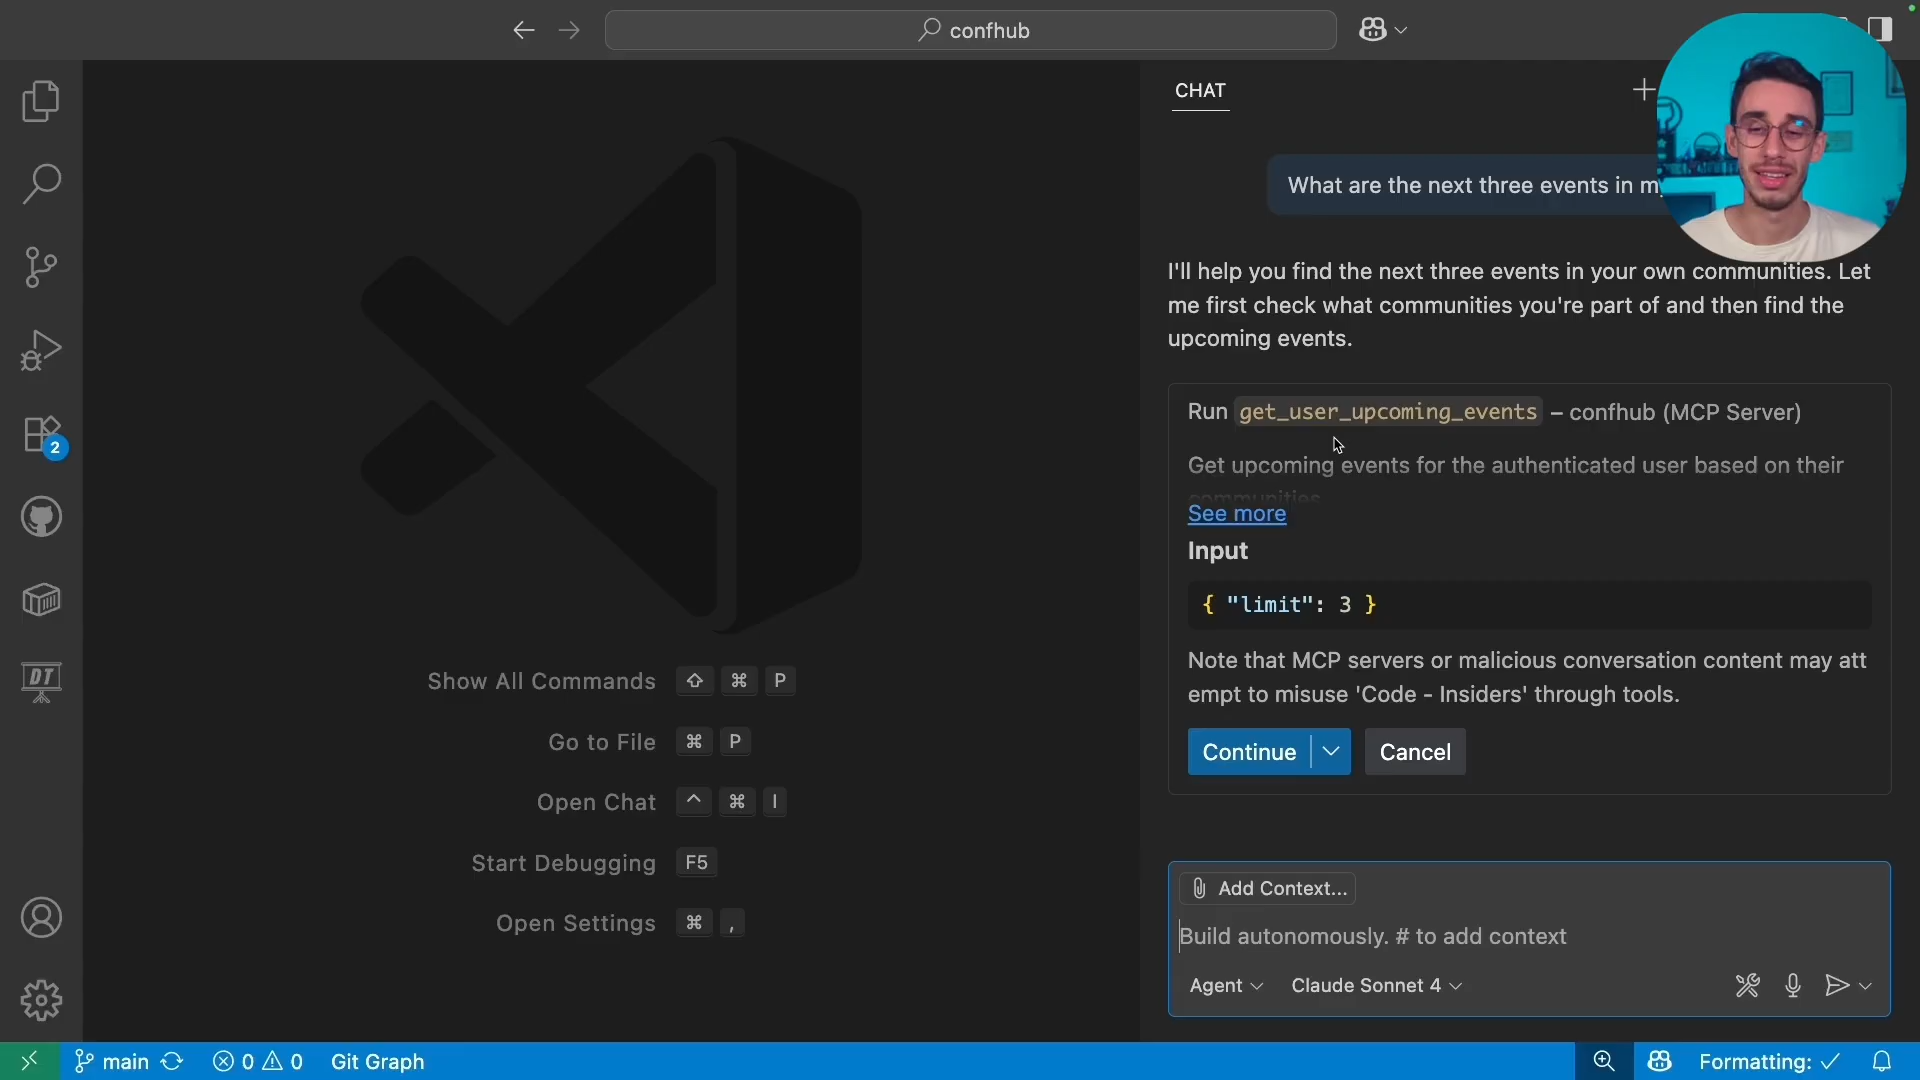 confhub
CHAT
What are the next three events in m
I'll help you find the next three events in your own communities. Let
me first check what communities you're part of and then find the
upcoming events.
Run get_user_upcoming_events – confhub (MCP Server)
Get upcoming events for the authenticated user based on their
communities
See more
Input
{ "limit": 3 }
Note that MCP servers or malicious conversation content may att
empt to misuse 'Code - Insiders' through tools.
Continue Cancel
Add Context...
Build autonomously. # to add context
Agent Claude Sonnet 4
2
DT
Show All Commands ⇧ ⌘ P
Go to File ⌘ P
Open Chat ^ ⌘ I
Start Debugging F5
Open Settings ⌘ ,
main 0 0 Git Graph
Formatting: ✓